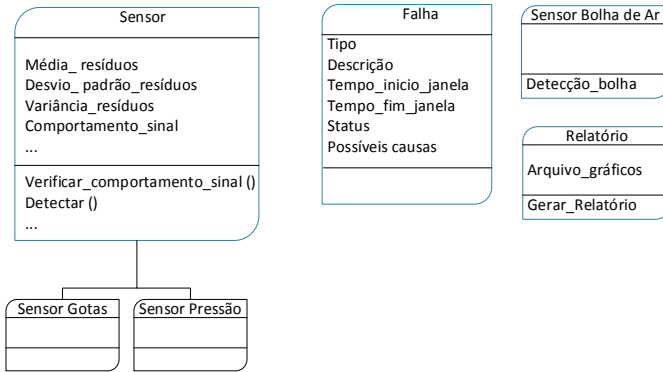 Sensor
Média_ resíduos
Desvio_ padrão_resíduos
Variância_resíduos
Comportamento_sinal
...
Verificar_comportamento_sinal ()
Detectar ()
...
Sensor Gotas
Sensor Pressão
Falha
Tipo
Descrição
Tempo_inicio_janela
Tempo_fim_janela
Status
Possíveis causas
Sensor Bolha de Ar
Detecção_bolha
Relatório
Arquivo_gráficos
Gerar_Relatório